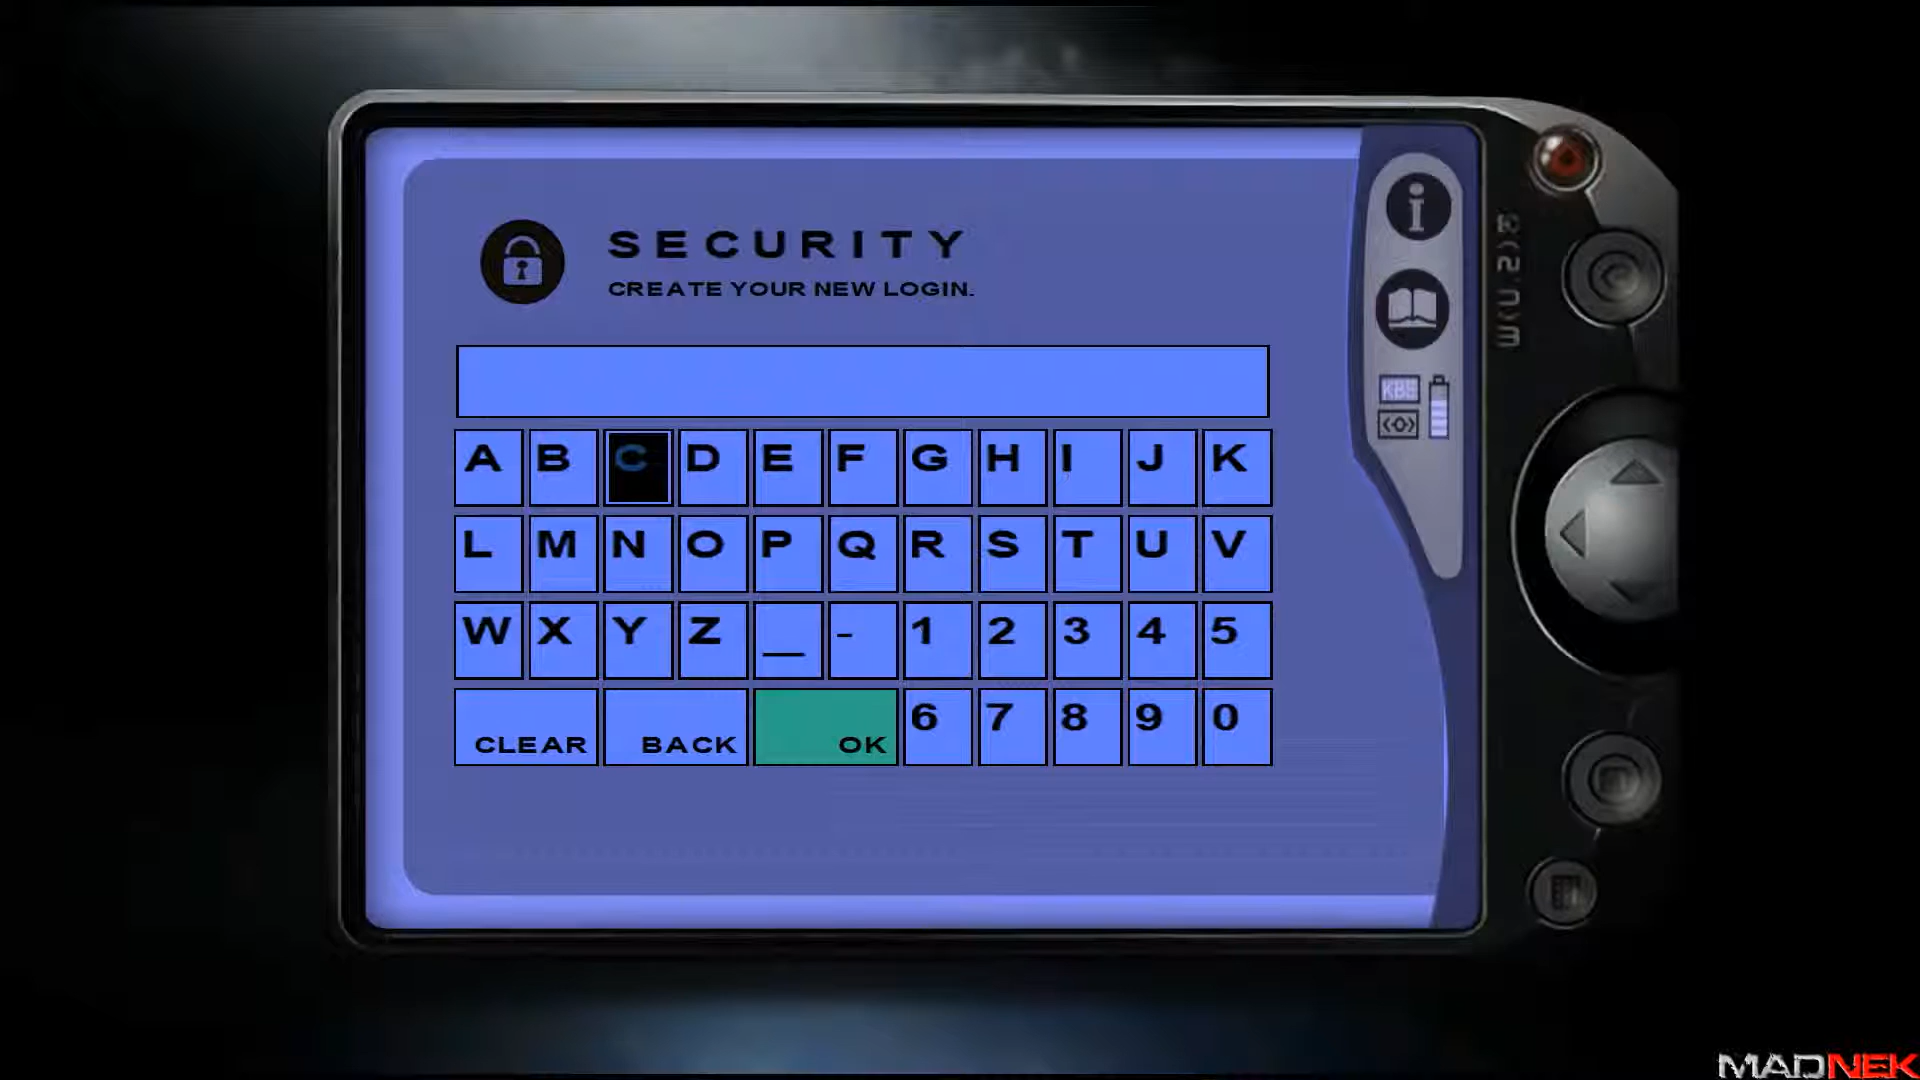 SECURITY
CREATE YOUR NEW LOGIN.
A B C D E F G H I J K
L M N O P Q R S T U V
W X Y Z _ - 1 2 3 4 5
CLEAR BACK OK 6 7 8 9 0
KBS
MADNEK